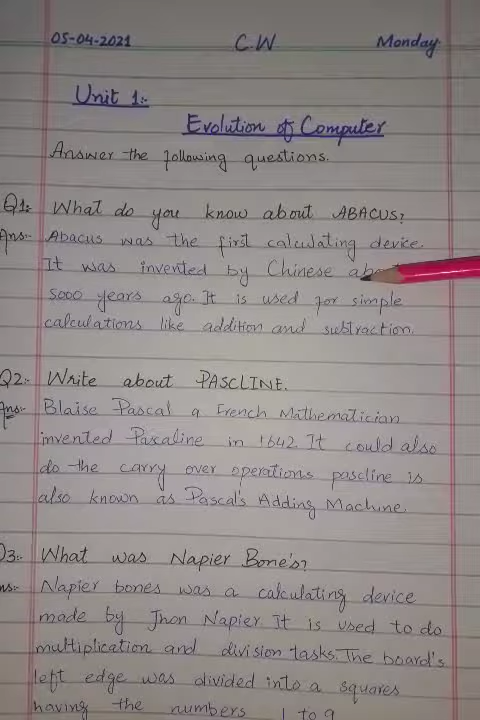 05-04-2021 C.W Monday
Unit 1:-
Evolution of Computer
Answer the following questions.
Q1:- What do you know about ABACUS?
Ans:- Abacus was the first calculating device.
It was invented by Chinese
5000 years ago. It is used for simple
calculations like addition and subtraction.
Q2:- Write about PASCLINE.
Ans:- Blaise Pascal a French Mathematician
invented Pascaline in 1642. It could also
do the carry over operations pascline is
also known as Pascal's Adding Machine.
Q3:- What was Napier Bone's?
Ans:- Napier bones was a calculating device
made by Jhon Napier. It is used to do
multiplication and division tasks. The board's
left edge was divided into a squares
having the numbers 1 to 9